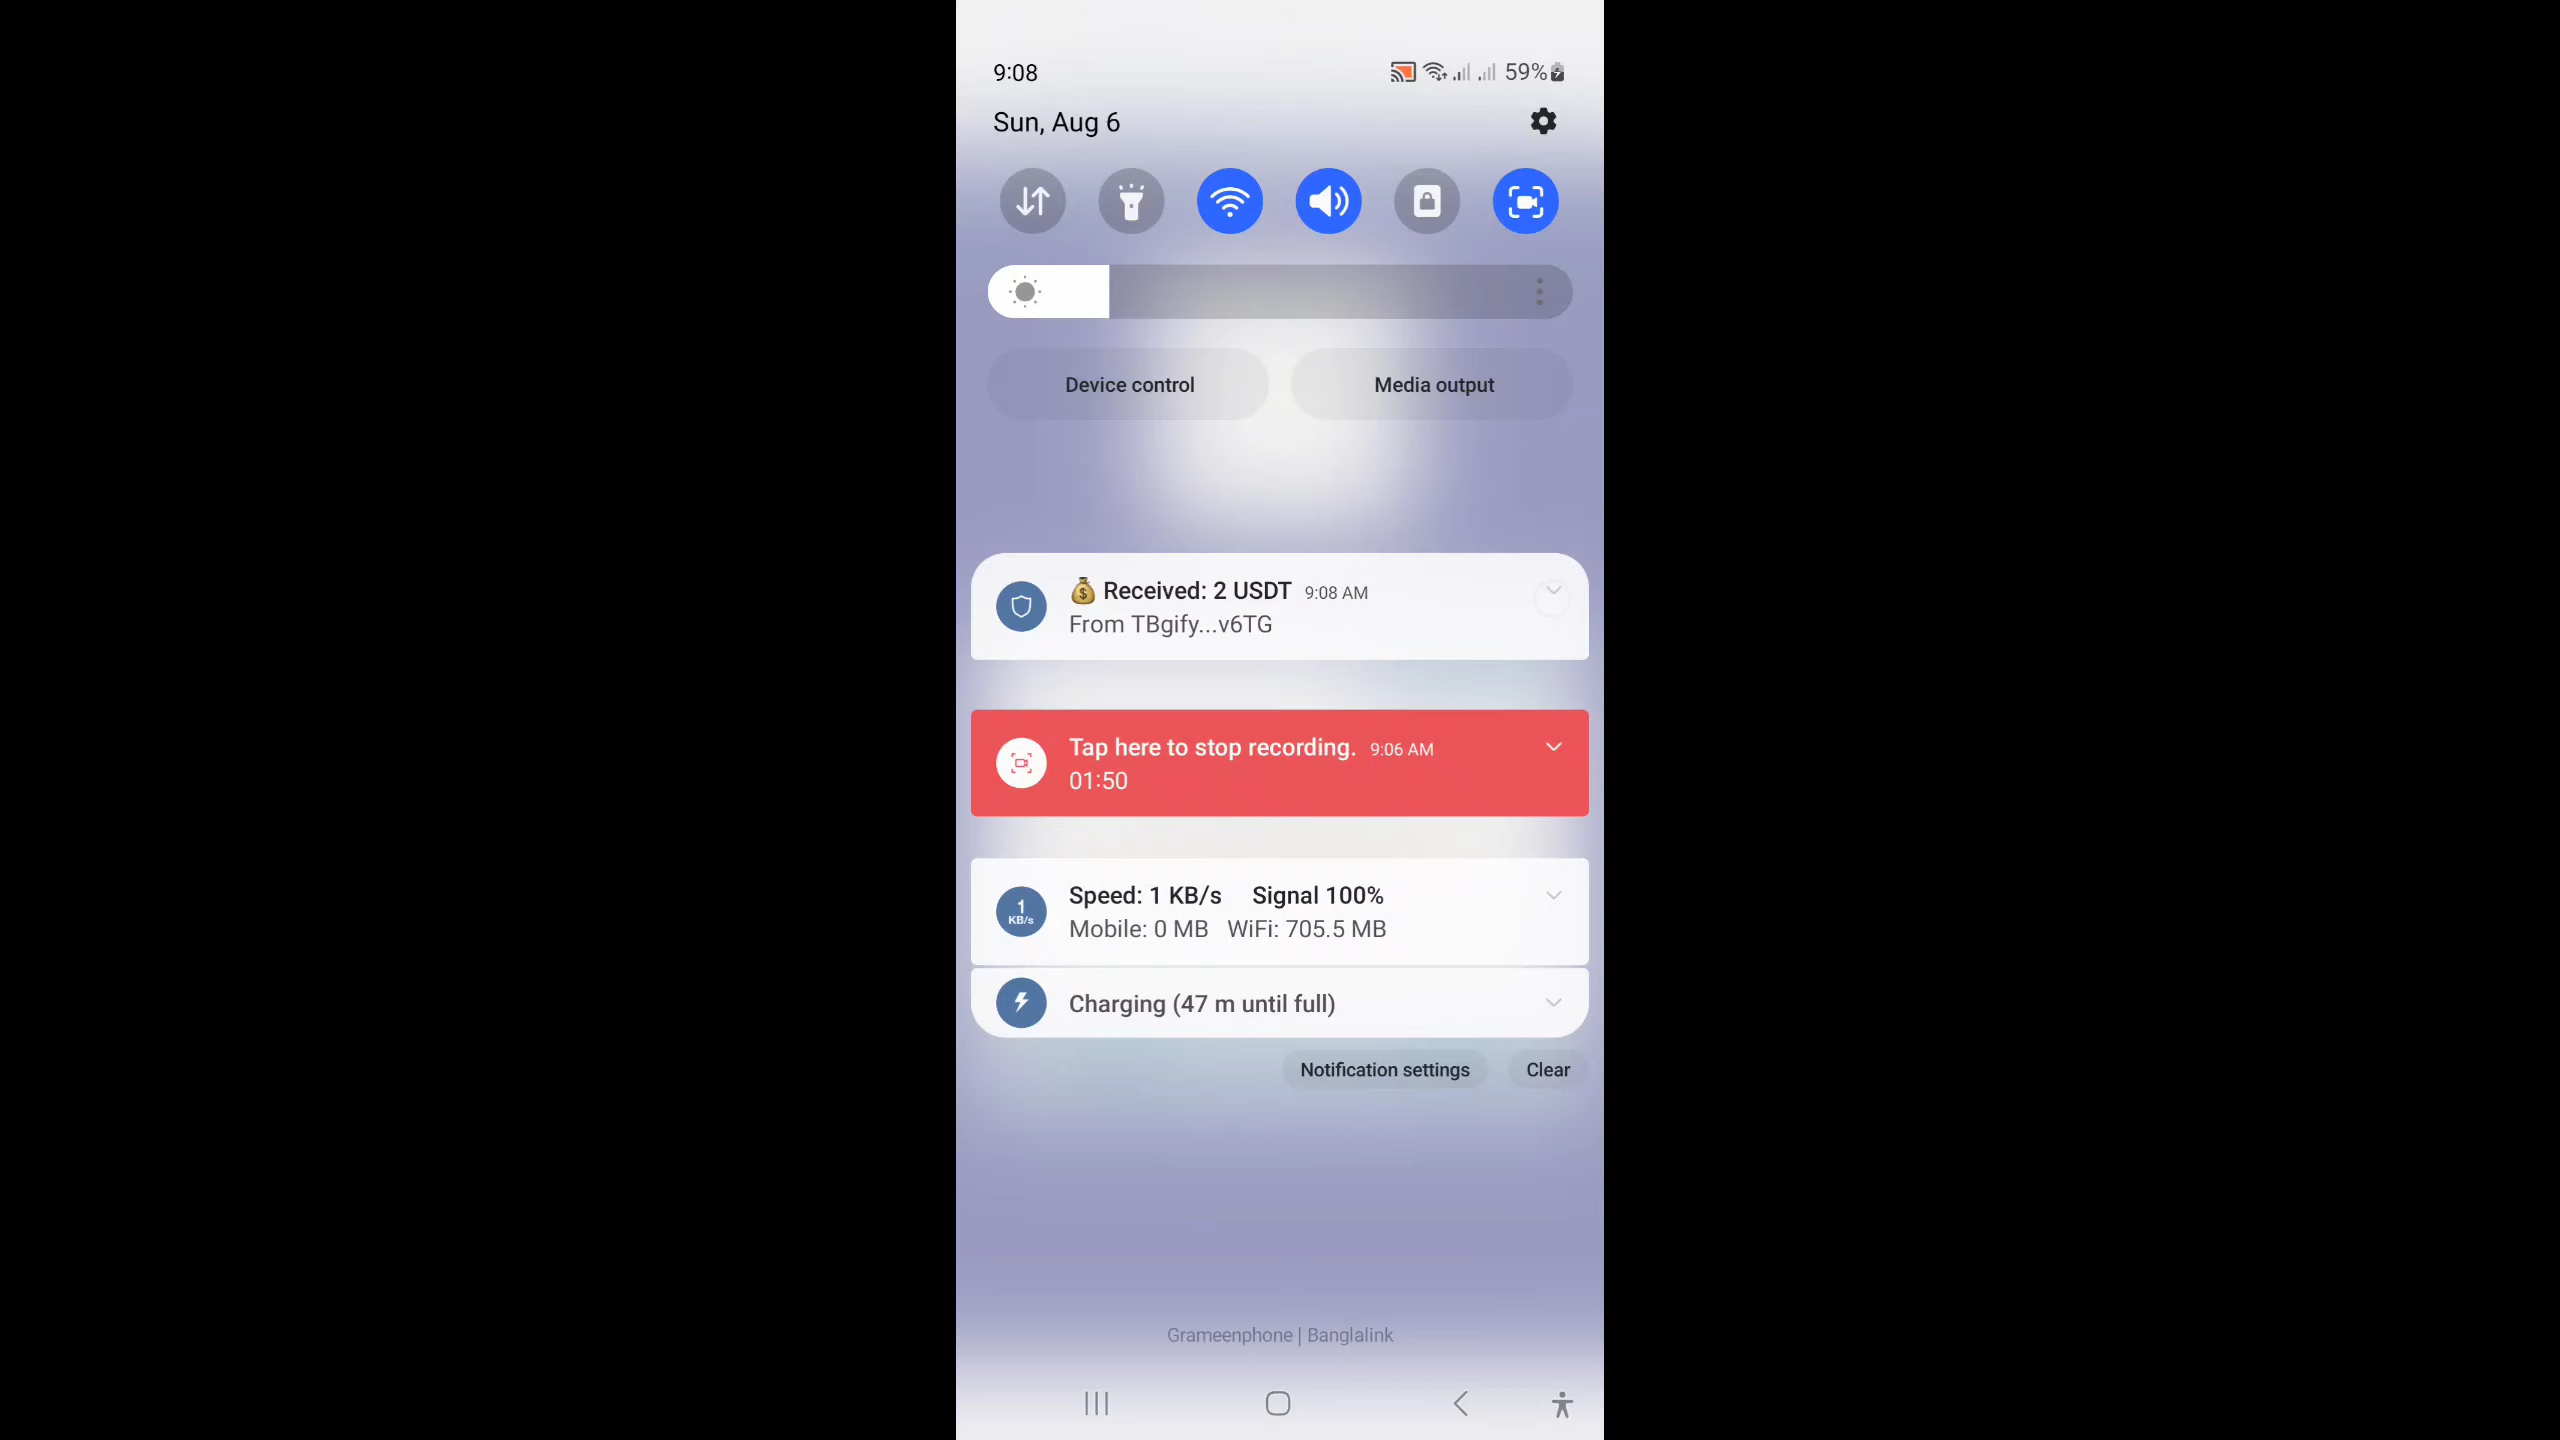 9:08
59%
Sun, Aug 6
Device control
Media output
Received: 2 USDT 9:08 AM
From TBgify...v6TG
Tap here to stop recording. 9:06 AM
01:50
1
KB/s
Speed: 1 KB/s Signal 100%
Mobile: 0 MB WiFi: 705.5 MB
Charging (47 m until full)
Notification settings
Clear
Grameenphone | Banglalink